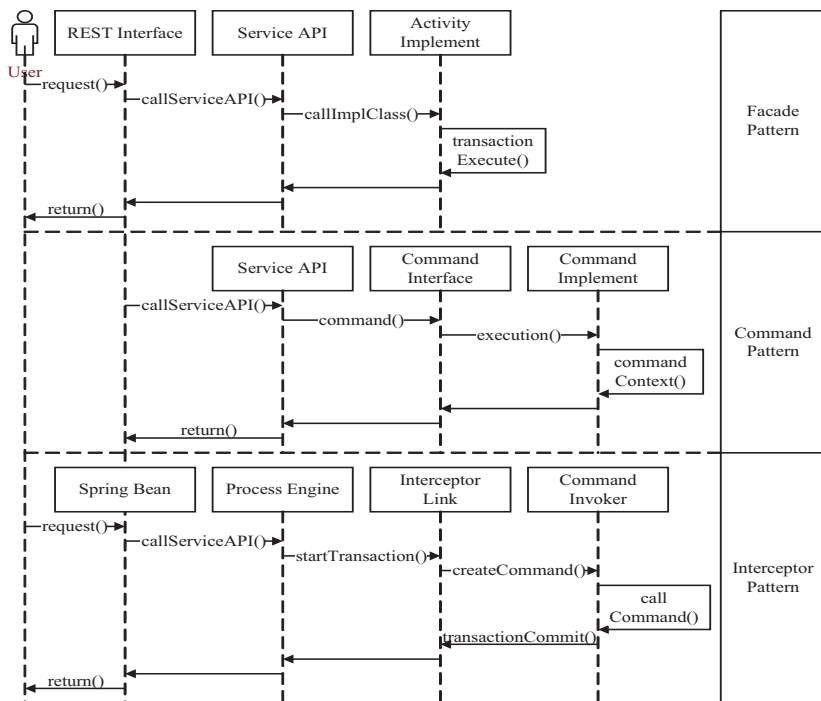 REST Interface
Service API
Activity
Implement
User
request()
callServiceAPI()
callImplClass()
transaction
Execute()
return()
Facade
Pattern
Service API
Command
Interface
Command
Implement
callServiceAPI()
command()
execution()
command
Context()
return()
Command
Pattern
Spring Bean
Process Engine
Interceptor
Link
Command
Invoker
request()
callServiceAPI()
startTransaction()
createCommand()
call
Command()
transactionCommit()
return()
Interceptor
Pattern